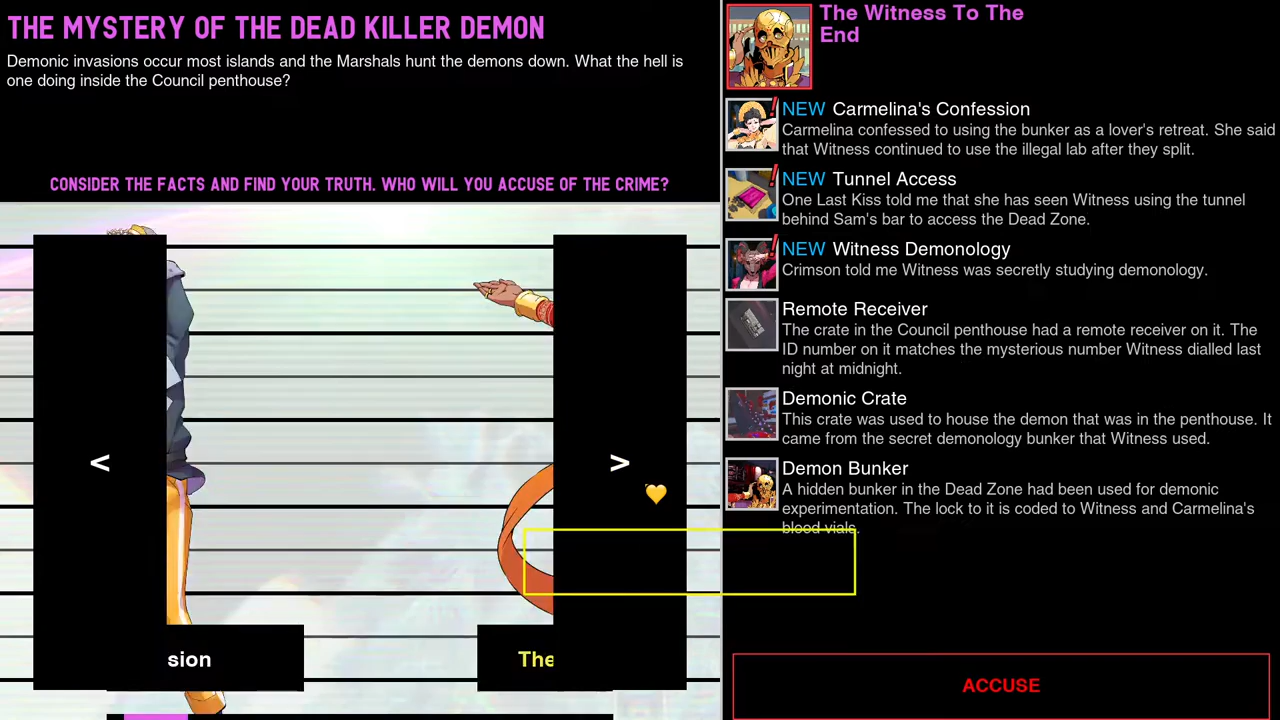 THE MYSTERY OF THE DEAD KILLER DEMON
Demonic invasions occur most islands and the Marshals hunt the demons down. What the hell is
one doing inside the Council penthouse?
CONSIDER THE FACTS AND FIND YOUR TRUTH. WHO WILL YOU ACCUSE OF THE CRIME?
<
>
sion
The
The Witness To The
End
NEW Carmelina's Confession
Carmelina confessed to using the bunker as a lover's retreat. She said
that Witness continued to use the illegal lab after they split.
NEW Tunnel Access
One Last Kiss told me that she has seen Witness using the tunnel
behind Sam's bar to access the Dead Zone.
NEW Witness Demonology
Crimson told me Witness was secretly studying demonology.
Remote Receiver
The crate in the Council penthouse had a remote receiver on it. The
ID number on it matches the mysterious number Witness dialled last
night at midnight.
Demonic Crate
This crate was used to house the demon that was in the penthouse. It
came from the secret demonology bunker that Witness used.
Demon Bunker
A hidden bunker in the Dead Zone had been used for demonic
experimentation. The lock to it is coded to Witness and Carmelina's
blood vials.
ACCUSE